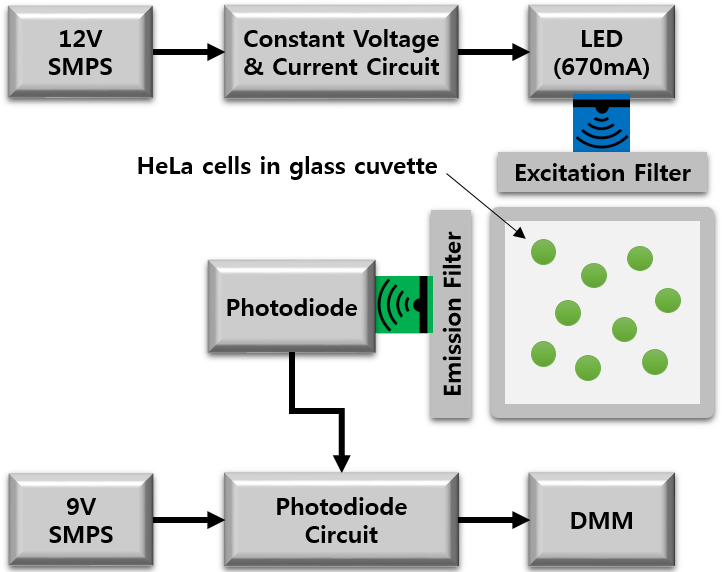 12V
SMPS
Constant Voltage
& Current Circuit
LED
(670mA)
Excitation Filter
HeLa cells in glass cuvette
Emission Filter
Photodiode
9V
SMPS
Photodiode
Circuit
DMM